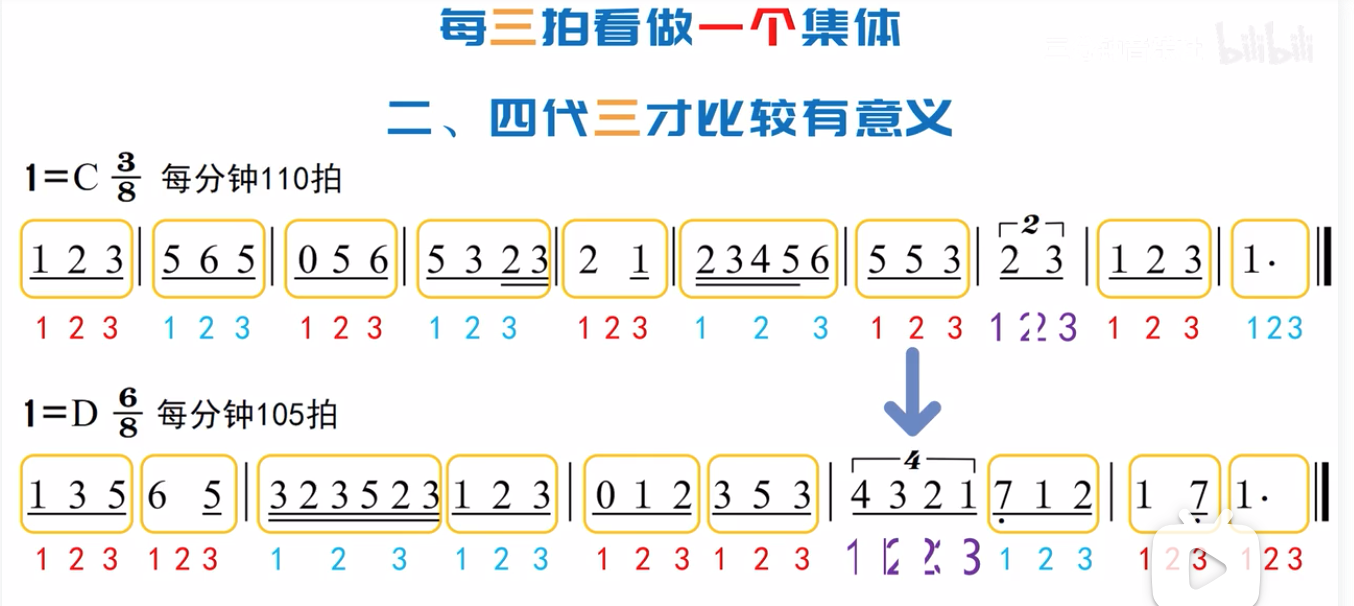 每三拍看做一个集体
bilibili
二、四代三才比较有意义
1=C 3/8 每分钟110拍
1 2 3 | 5 6 5 | 0 5 6 | 5 3 2 3 | 2 1 | 2 3 4 5 6 | 5 5 3 | 2 3 | 1 2 3 | 1 · ‖
2
1 2 3 1 2 3 1 2 3 1 2 3 1 2 3 1 2 3 1 2 3 1 2 2 3 1 2 3 1 2 3
1=D 6/8 每分钟105拍
4
1 3 5 6 5 | 3 2 3 5 2 3 1 2 3 | 0 1 2 3 5 3 | 4 3 2 1 7 1 2 | 1 7 1 · ‖
1 2 3 1 2 3 1 2 3 1 2 3 1 2 3 1 2 3 1 2 2 3 1 2 3 1 2 3 1 2 3